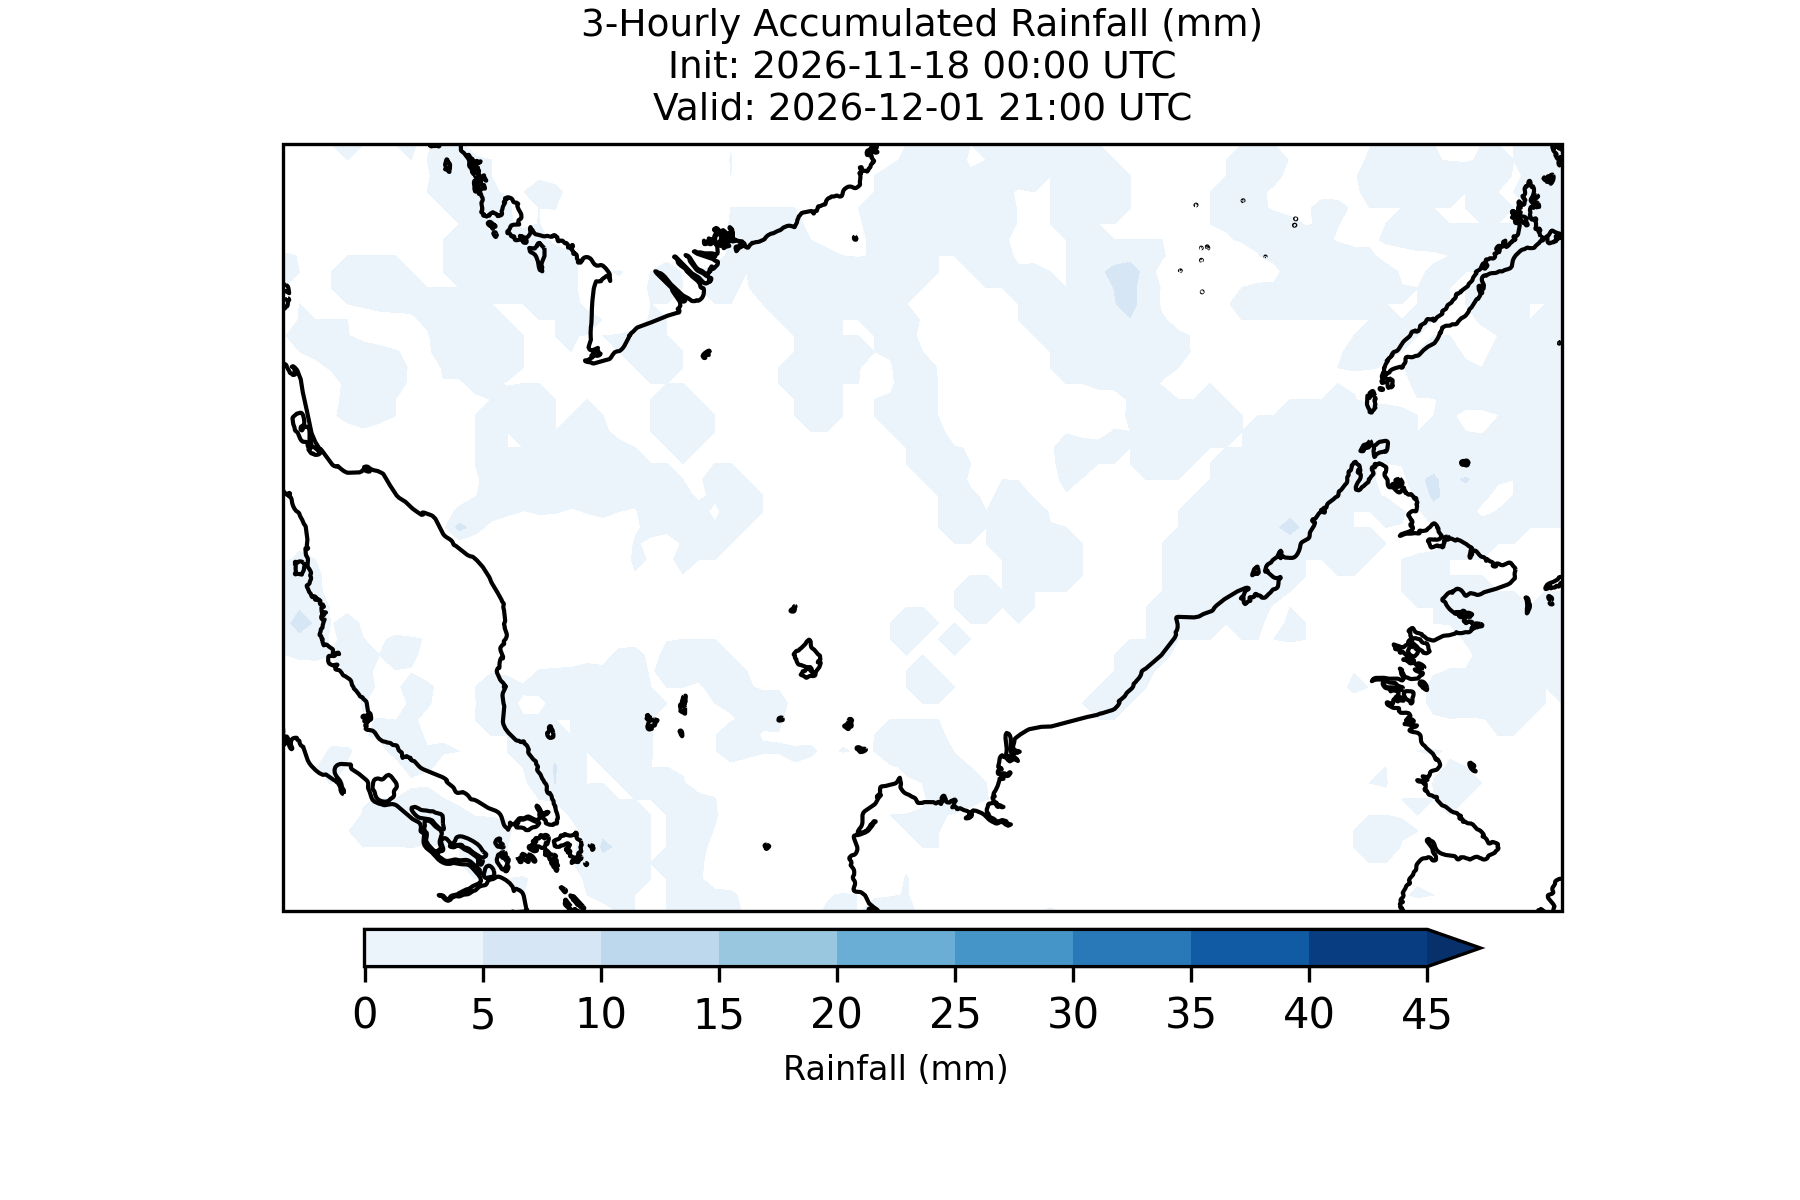 3-Hourly Accumulated Rainfall (mm)
Init: 2026-11-18 00:00 UTC
Valid: 2026-12-01 21:00 UTC
0 5 10 15 20 25 30 35 40 45
Rainfall (mm)